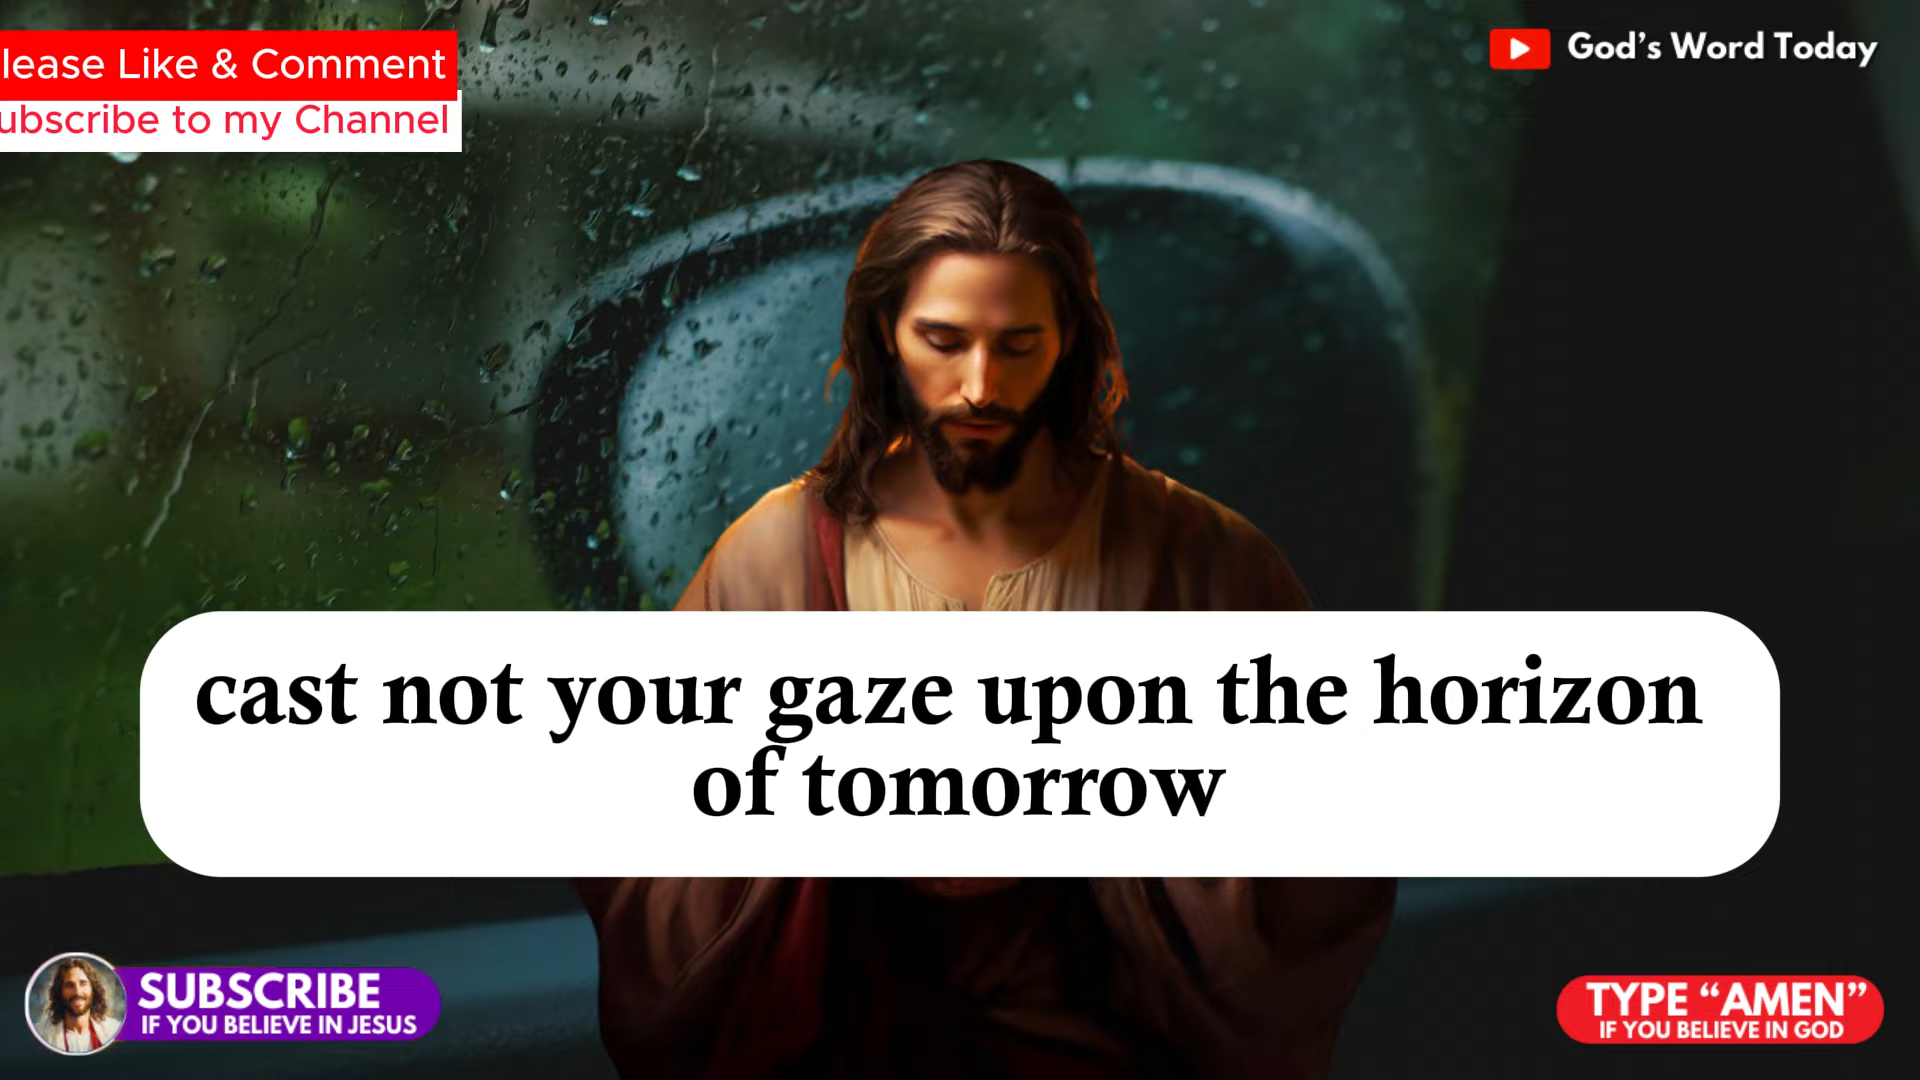 lease Like & Comment
ubscribe to my Channel
God's Word Today
cast not your gaze upon the horizon
of tomorrow
SUBSCRIBE
IF YOU BELIEVE IN JESUS
TYPE “AMEN”
IF YOU BELIEVE IN GOD